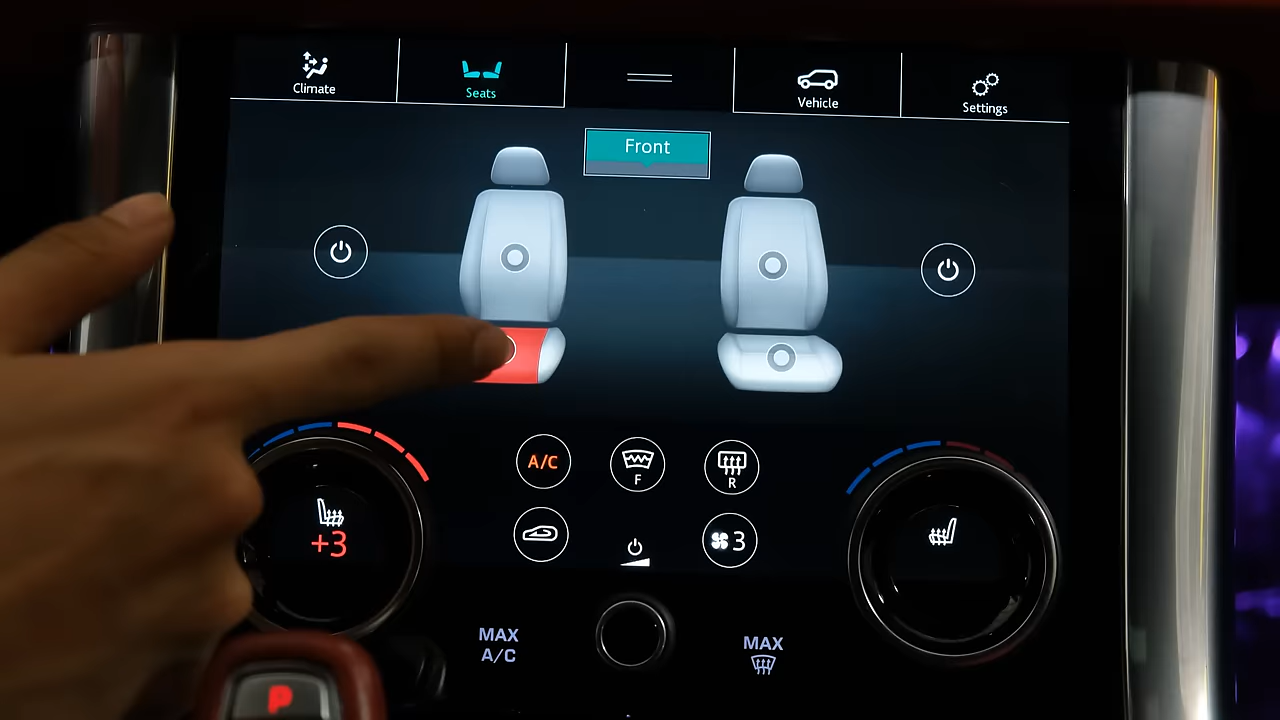 Climate
Seats
Vehicle
Settings
Front
A/C
F
R
+3
3
MAX
A/C
MAX
P